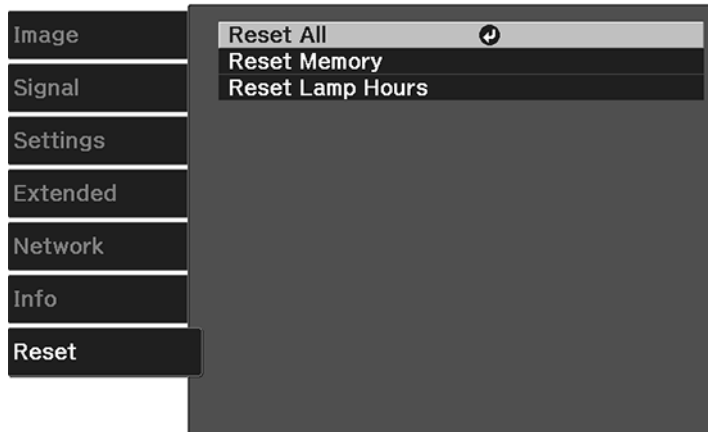 Image
Signal
Settings
Extended
Network
Info
Reset
Reset All
Reset Memory
Reset Lamp Hours